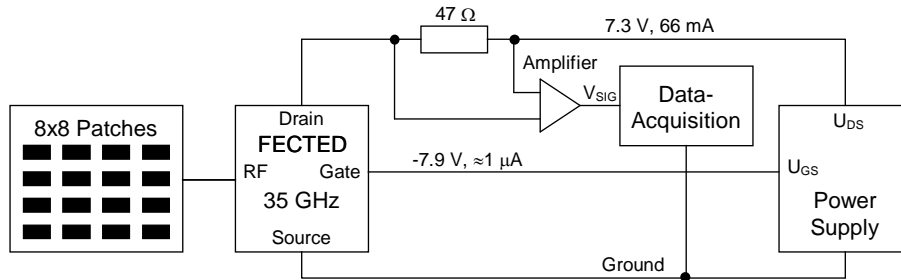 47 Ω
7.3 V, 66 mA
Amplifier
V_SIG
Data-
Acquisition
8x8 Patches
Drain
FECTED
RF
Gate
35 GHz
Source
-7.9 V, ≈1 μA
U_DS
U_GS
Power
Supply
Ground